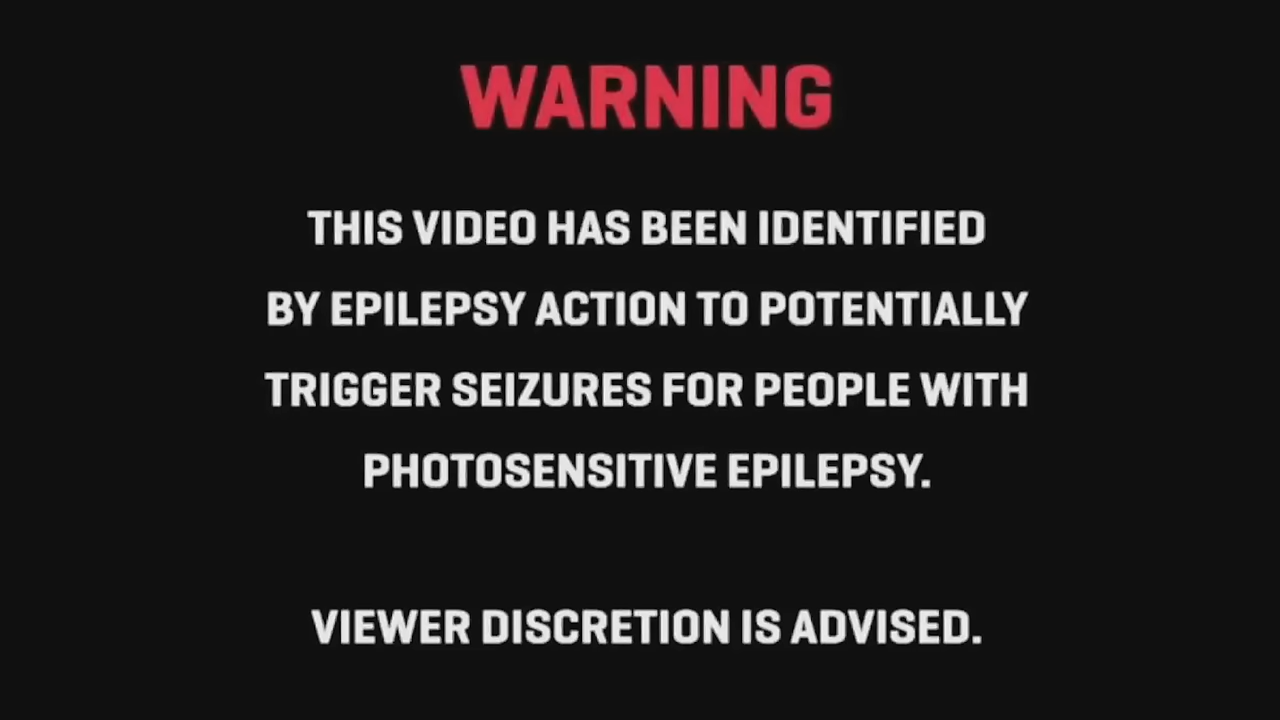 WARNING
THIS VIDEO HAS BEEN IDENTIFIED
BY EPILEPSY ACTION TO POTENTIALLY
TRIGGER SEIZURES FOR PEOPLE WITH
PHOTOSENSITIVE EPILEPSY.
VIEWER DISCRETION IS ADVISED.